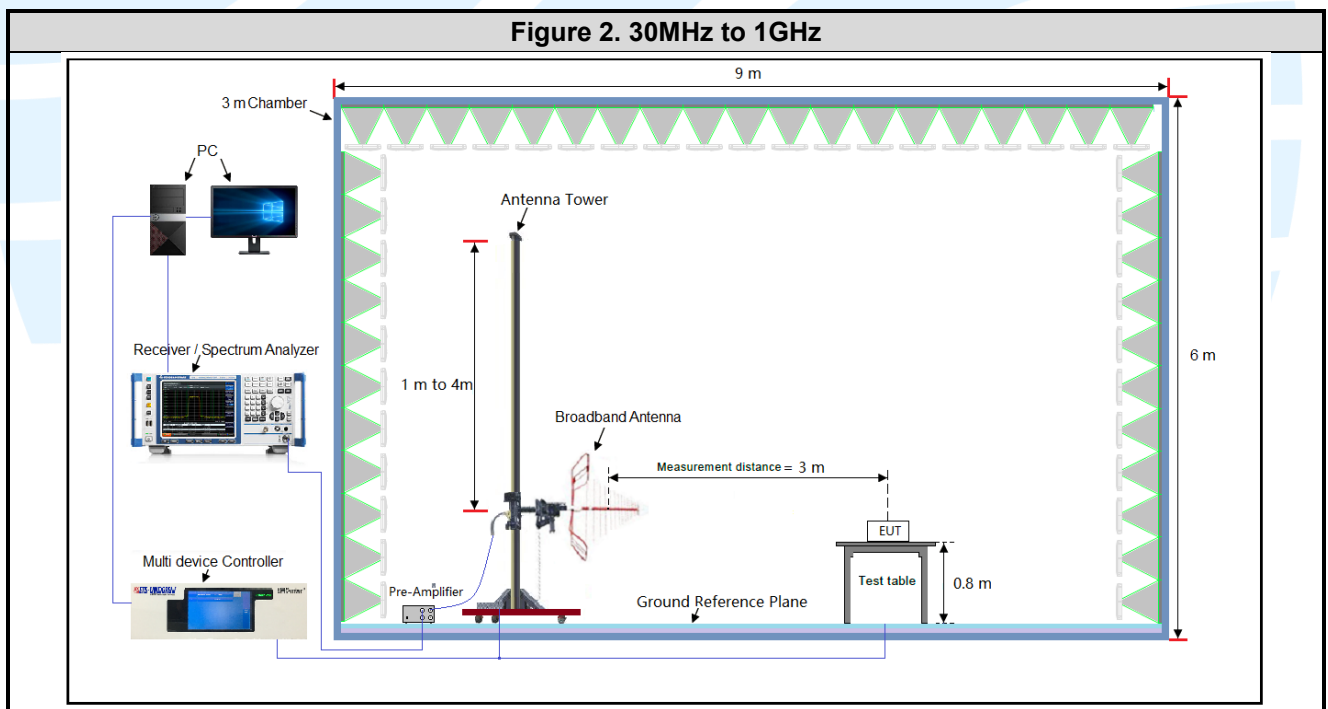 Figure 2. 30MHz to 1GHz
9 m
3 m Chamber
PC
Antenna Tower
Receiver / Spectrum Analyzer
1 m to 4m
6 m
Broadband Antenna
Measurement distance = 3 m
EUT
Multi device Controller
Test table
0.8 m
Pre-Amplifier
Ground Reference Plane